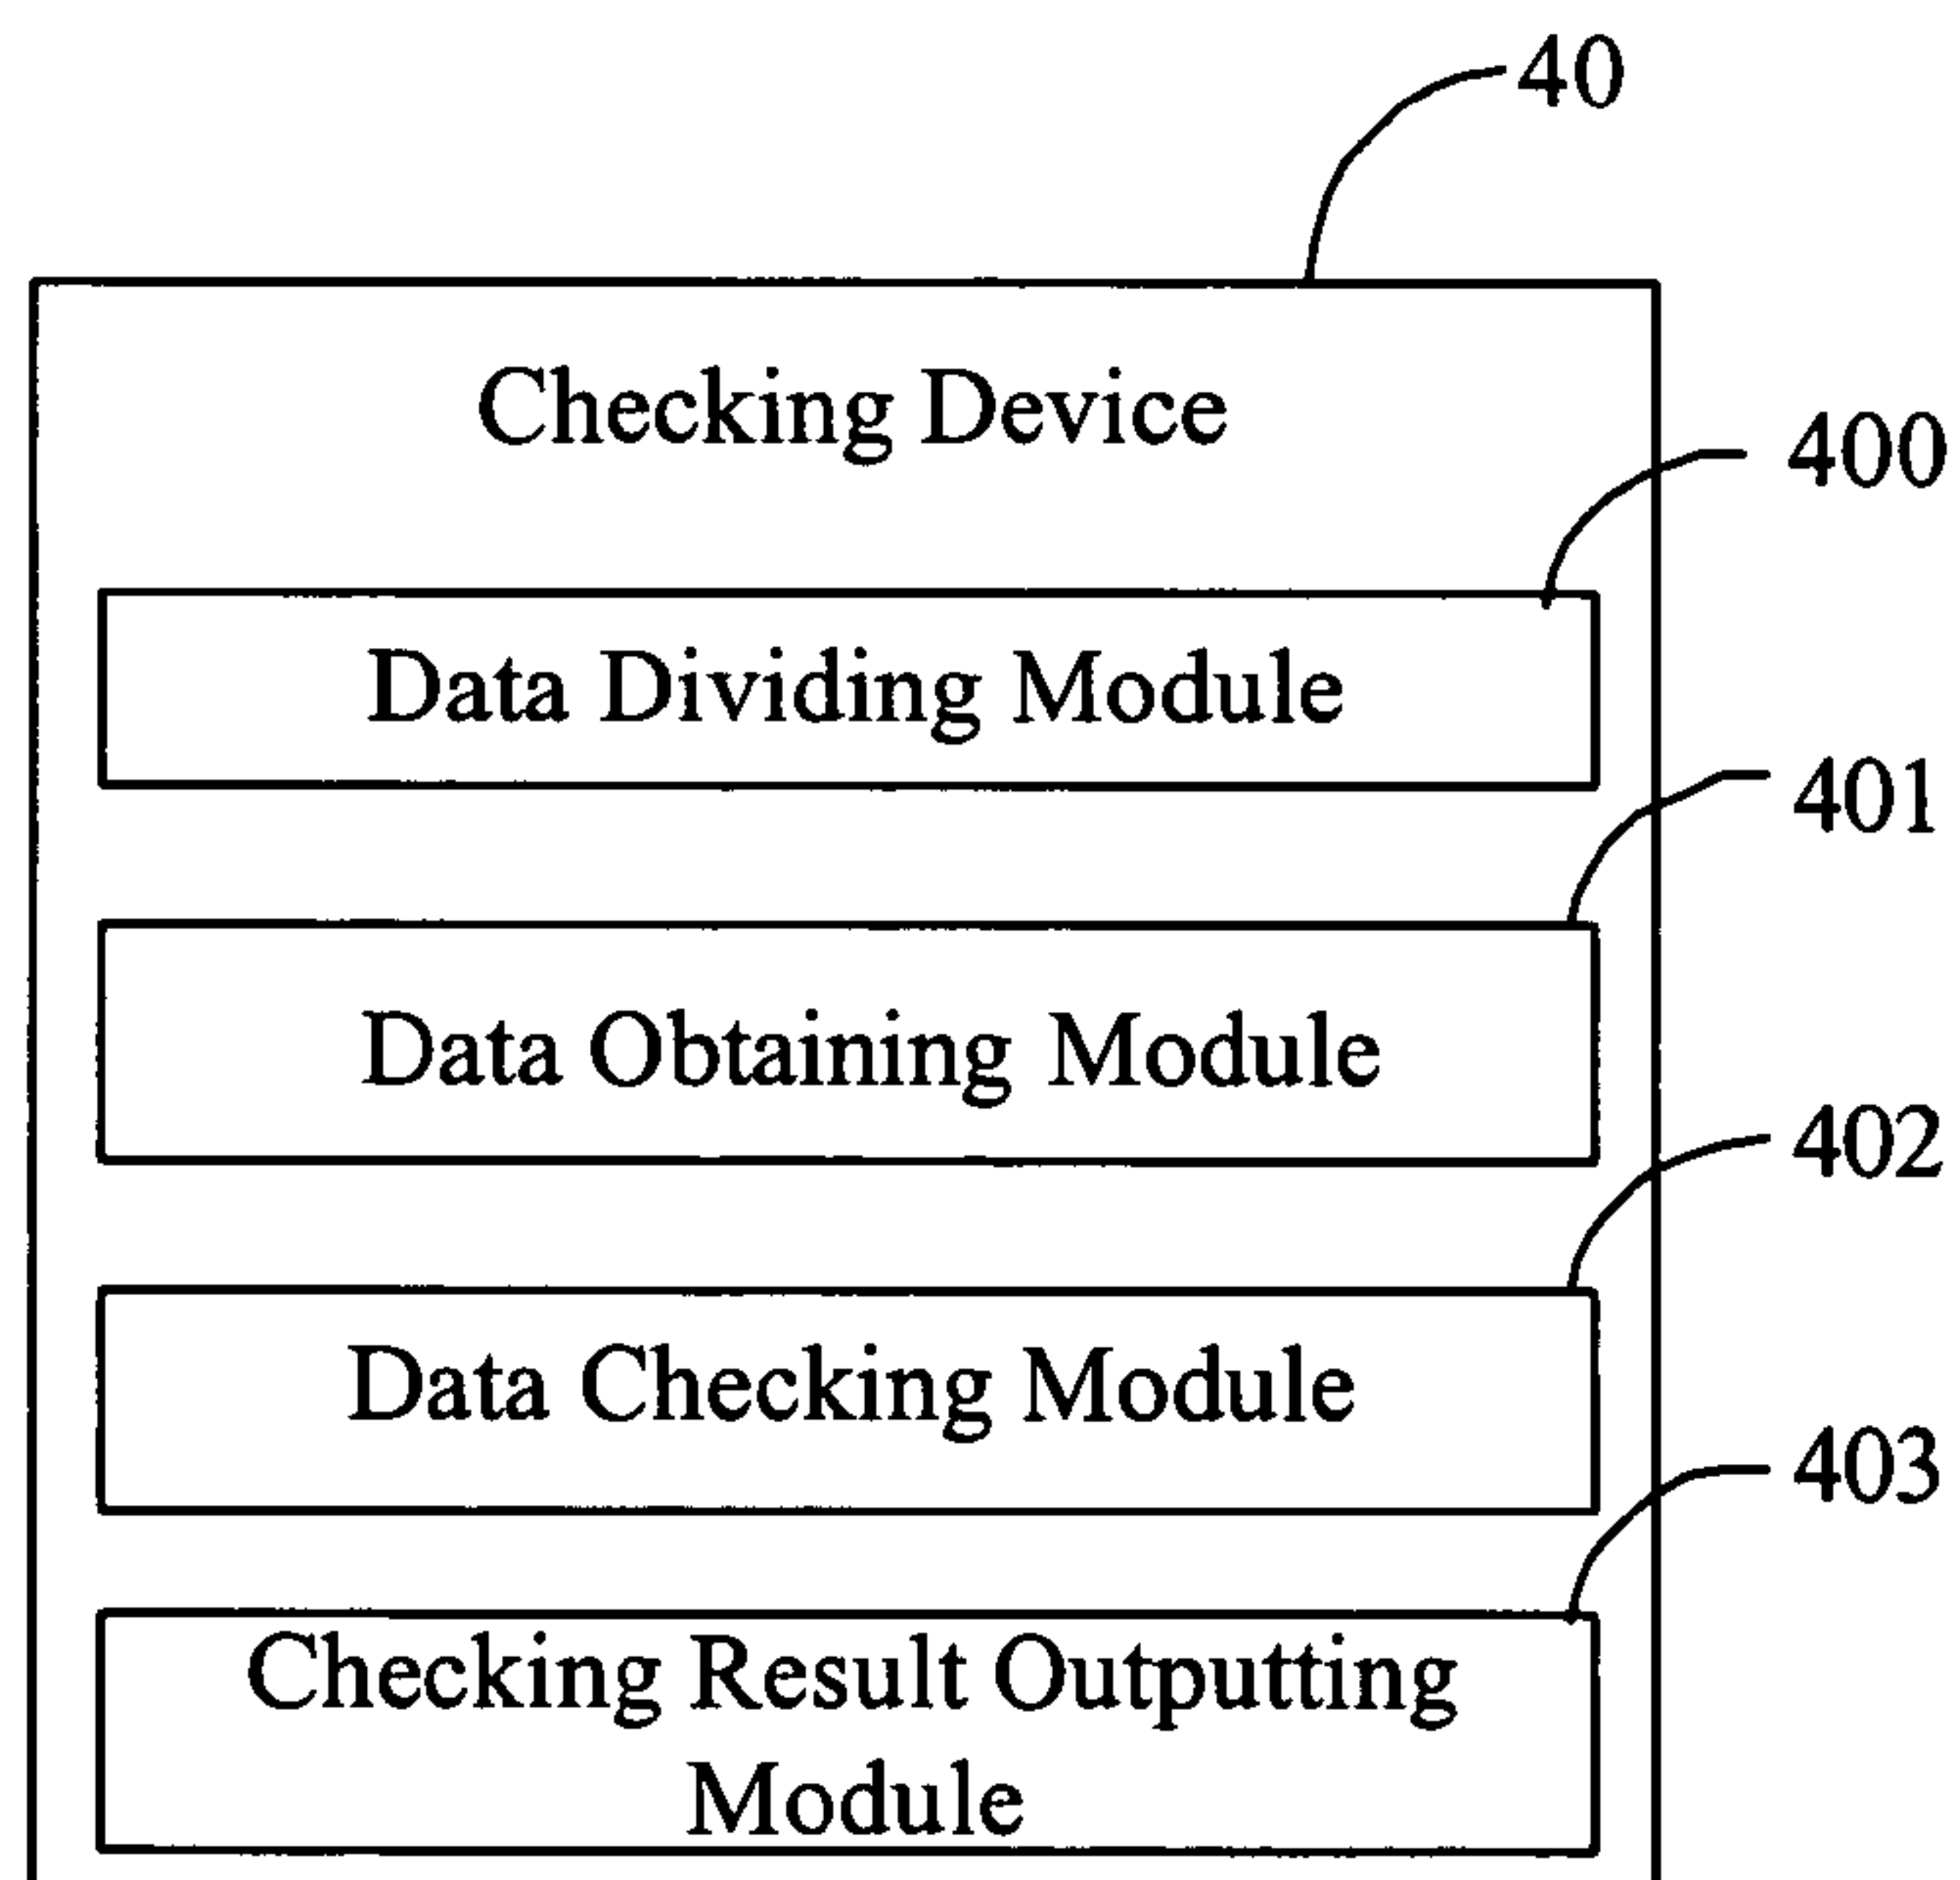 40
Checking Device
400
Data Dividing Module
401
Data Obtaining Module
402
Data Checking Module
403
Checking Result Outputting
Module